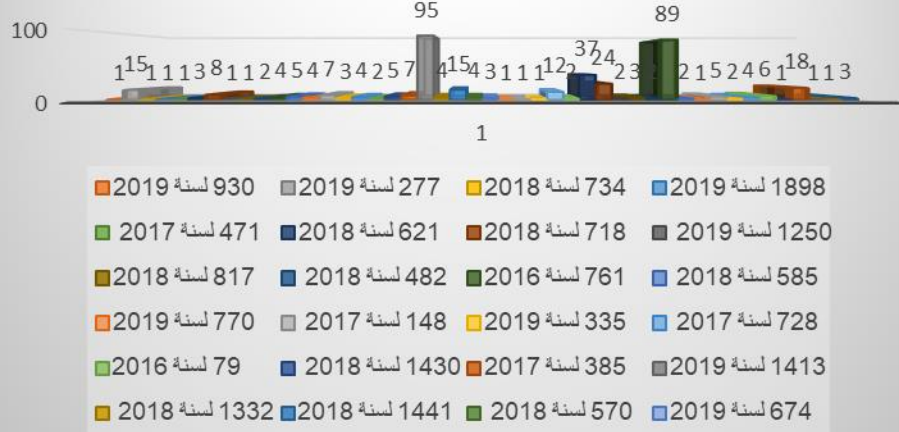 95
89
100
1 15 1 1 1 3 8 1 1 2 4 5 4 7 3 4 2 5 7 4 15 4 3 1 1 1 12 2 37 24 2 3 2 1 5 2 4 6 1 18 1 1 3
0
1
930 لسنة 2019 277 لسنة 2019 734 لسنة 2018 1898 لسنة 2019
471 لسنة 2017 621 لسنة 2018 718 لسنة 2018 1250 لسنة 2019
817 لسنة 2018 482 لسنة 2018 761 لسنة 2016 585 لسنة 2018
770 لسنة 2019 148 لسنة 2017 335 لسنة 2019 728 لسنة 2017
79 لسنة 2016 1430 لسنة 2018 385 لسنة 2017 1413 لسنة 2019
1332 لسنة 2018 1441 لسنة 2018 570 لسنة 2018 674 لسنة 2019